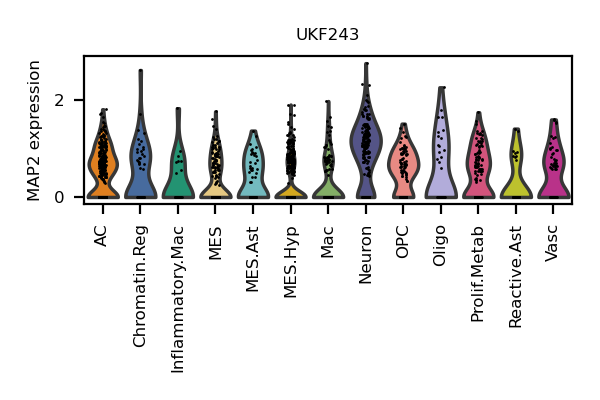 UKF243
MAP2 expression
2
0
AC
Chromatin.Reg
Inflammatory.Mac
MES
MES.Ast
MES.Hyp
Mac
Neuron
OPC
Oligo
Prolif.Metab
Reactive.Ast
Vasc